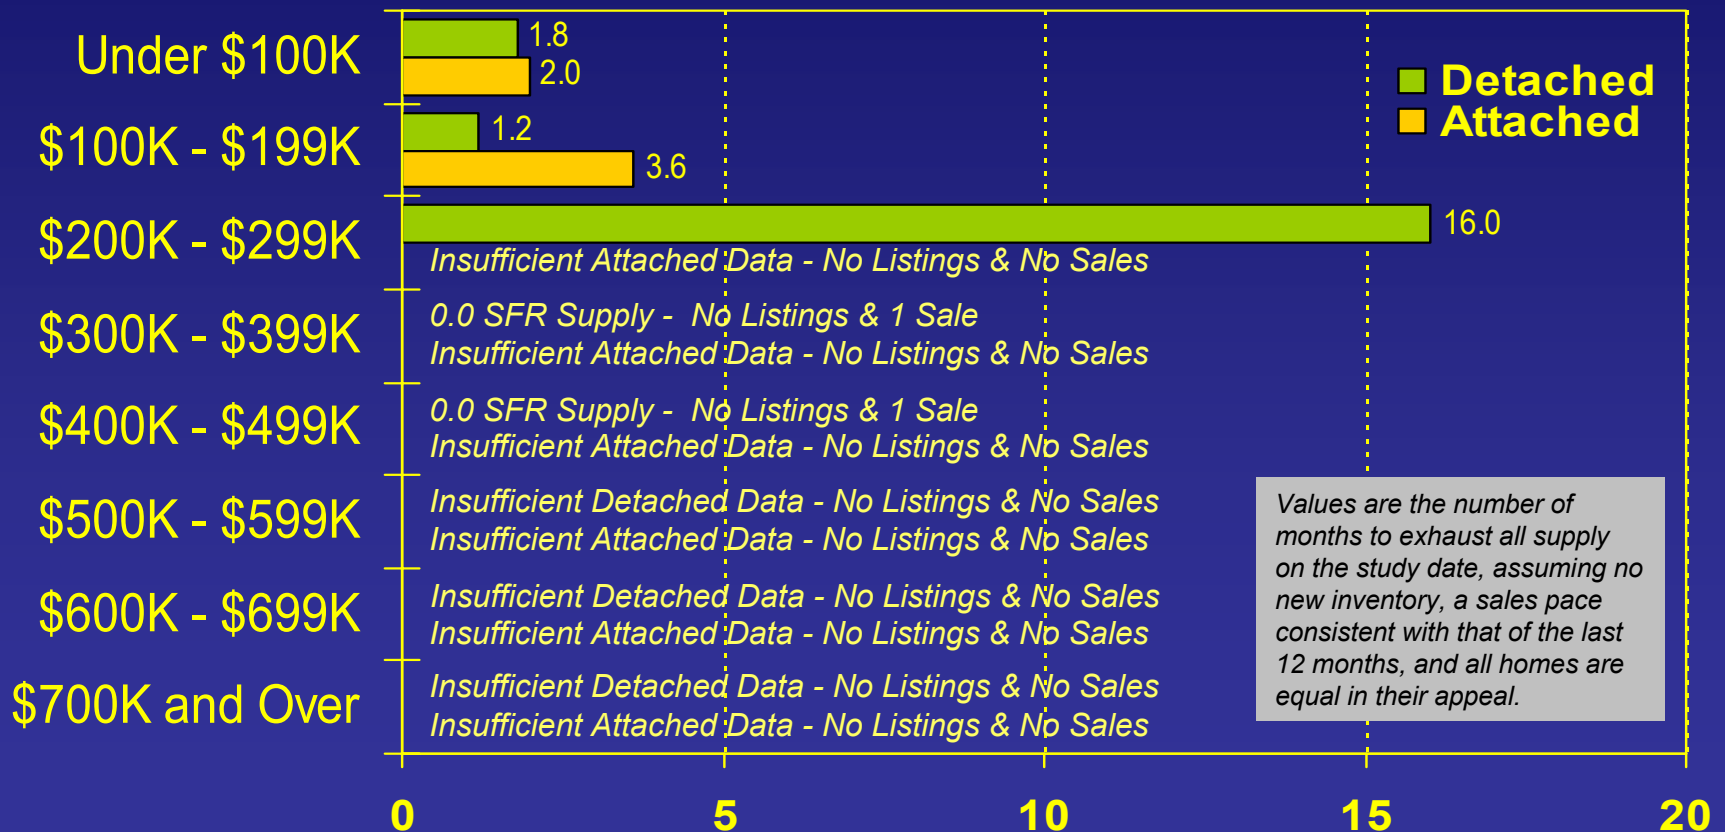 Under $100K
1.8
2.0
Detached
Attached
$100K - $199K
1.2
3.6
$200K - $299K
16.0
Insufficient Attached Data - No Listings & No Sales
$300K - $399K
0.0 SFR Supply -  No Listings & 1 Sale
Insufficient Attached Data - No Listings & No Sales
$400K - $499K
0.0 SFR Supply -  No Listings & 1 Sale
Insufficient Attached Data - No Listings & No Sales
$500K - $599K
Insufficient Detached Data - No Listings & No Sales
Insufficient Attached Data - No Listings & No Sales
$600K - $699K
Insufficient Detached Data - No Listings & No Sales
Insufficient Attached Data - No Listings & No Sales
$700K and Over
Insufficient Detached Data - No Listings & No Sales
Insufficient Attached Data - No Listings & No Sales
Values are the number of
months to exhaust all supply
on the study date, assuming no
new inventory, a sales pace
consistent with that of the last
12 months, and all homes are
equal in their appeal.
0 5 10 15 20